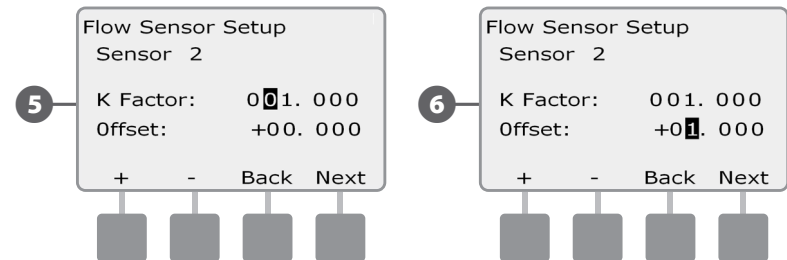 5
Flow Sensor Setup
Sensor 2
K Factor: 001. 000
Offset: +00. 000
+ - Back Next
6
Flow Sensor Setup
Sensor 2
K Factor: 001. 000
Offset: +01. 000
+ - Back Next